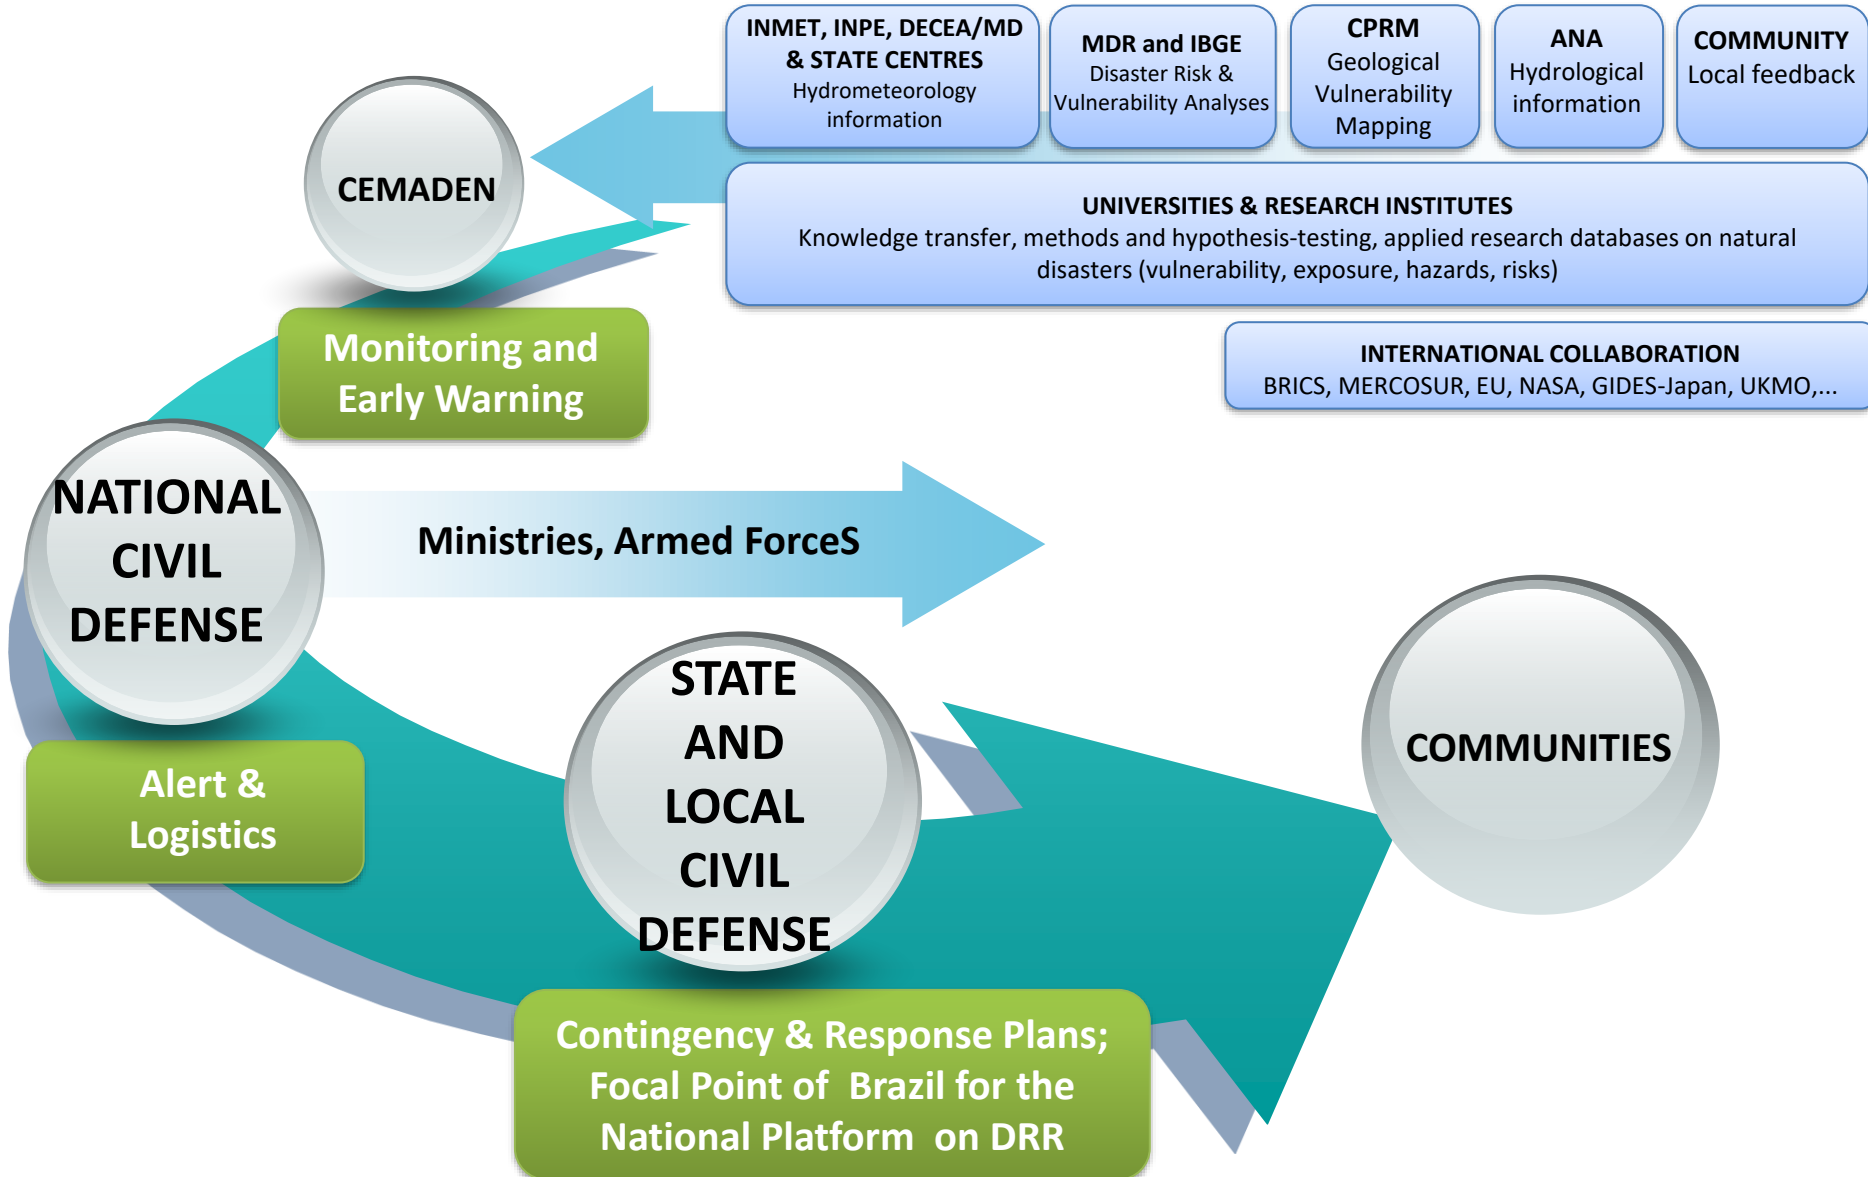 INMET, INPE, DECEA/MD
& STATE CENTRES
Hydrometeorology
information
MDR and IBGE
Disaster Risk &
Vulnerability Analyses
CPRM
Geological
Vulnerability
Mapping
ANA
Hydrological
information
COMMUNITY
Local feedback
CEMADEN
UNIVERSITIES & RESEARCH INSTITUTES
Knowledge transfer, methods and hypothesis-testing, applied research databases on natural
disasters (vulnerability, exposure, hazards, risks)
Monitoring and
Early Warning
INTERNATIONAL COLLABORATION
BRICS, MERCOSUR, EU, NASA, GIDES-Japan, UKMO,...
NATIONAL
CIVIL
DEFENSE
Ministries, Armed ForceS
STATE
AND
LOCAL
CIVIL
DEFENSE
COMMUNITIES
Alert &
Logistics
Contingency & Response Plans;
Focal Point of  Brazil for the
National Platform  on DRR